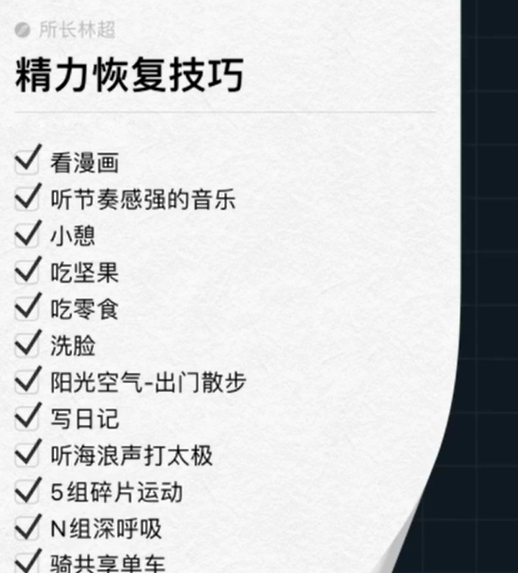 所长林超
精力恢复技巧
看漫画
听节奏感强的音乐
小憩
吃坚果
吃零食
洗脸
阳光空气-出门散步
写日记
听海浪声打太极
5组碎片运动
N组深呼吸
骑共享单车